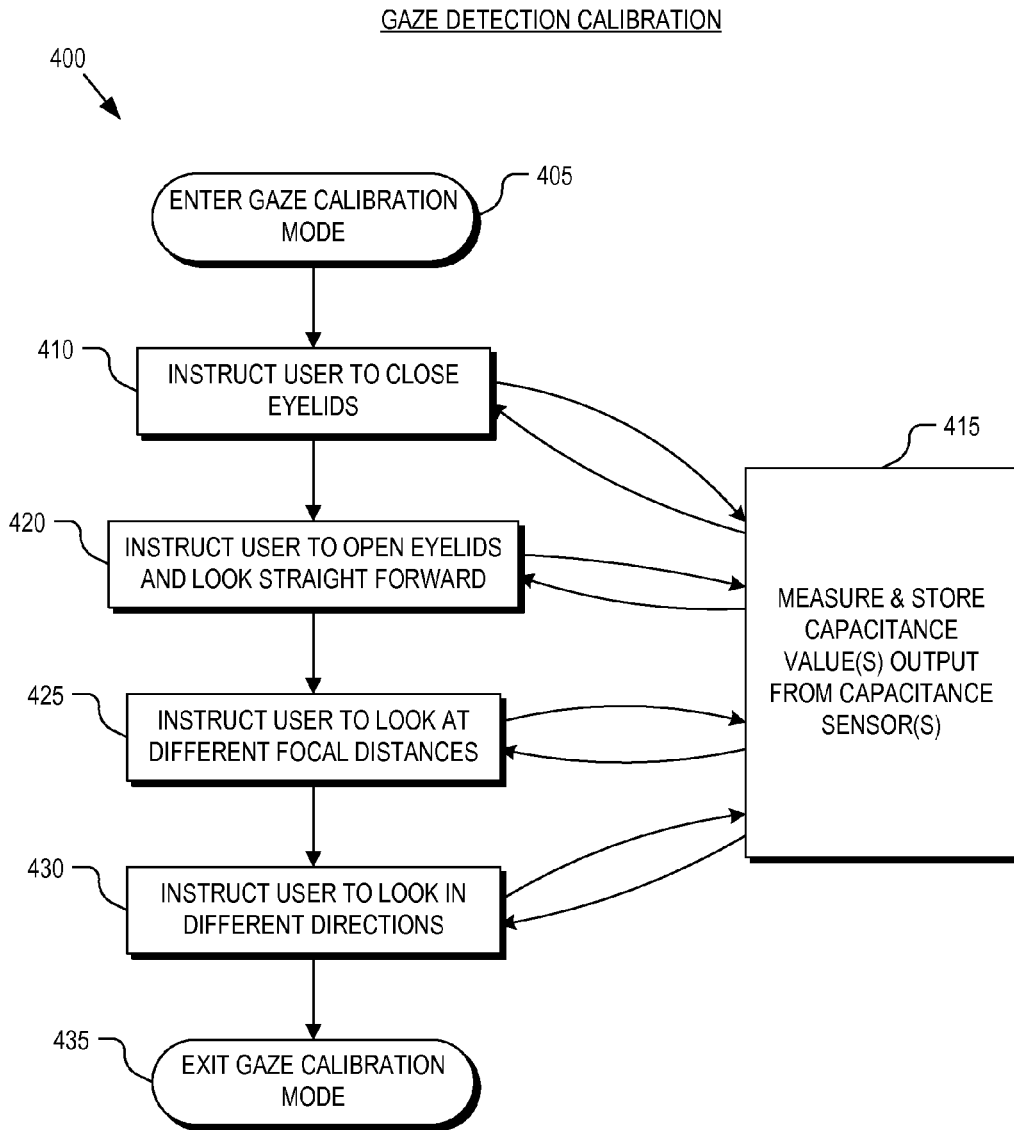 GAZE DETECTION CALIBRATION
400
405
ENTER GAZE CALIBRATION
MODE
410
INSTRUCT USER TO CLOSE
EYELIDS
415
MEASURE & STORE
CAPACITANCE
VALUE(S) OUTPUT
FROM CAPACITANCE
SENSOR(S)
420
INSTRUCT USER TO OPEN EYELIDS
AND LOOK STRAIGHT FORWARD
425
INSTRUCT USER TO LOOK AT
DIFFERENT FOCAL DISTANCES
430
INSTRUCT USER TO LOOK IN
DIFFERENT DIRECTIONS
435
EXIT GAZE CALIBRATION
MODE